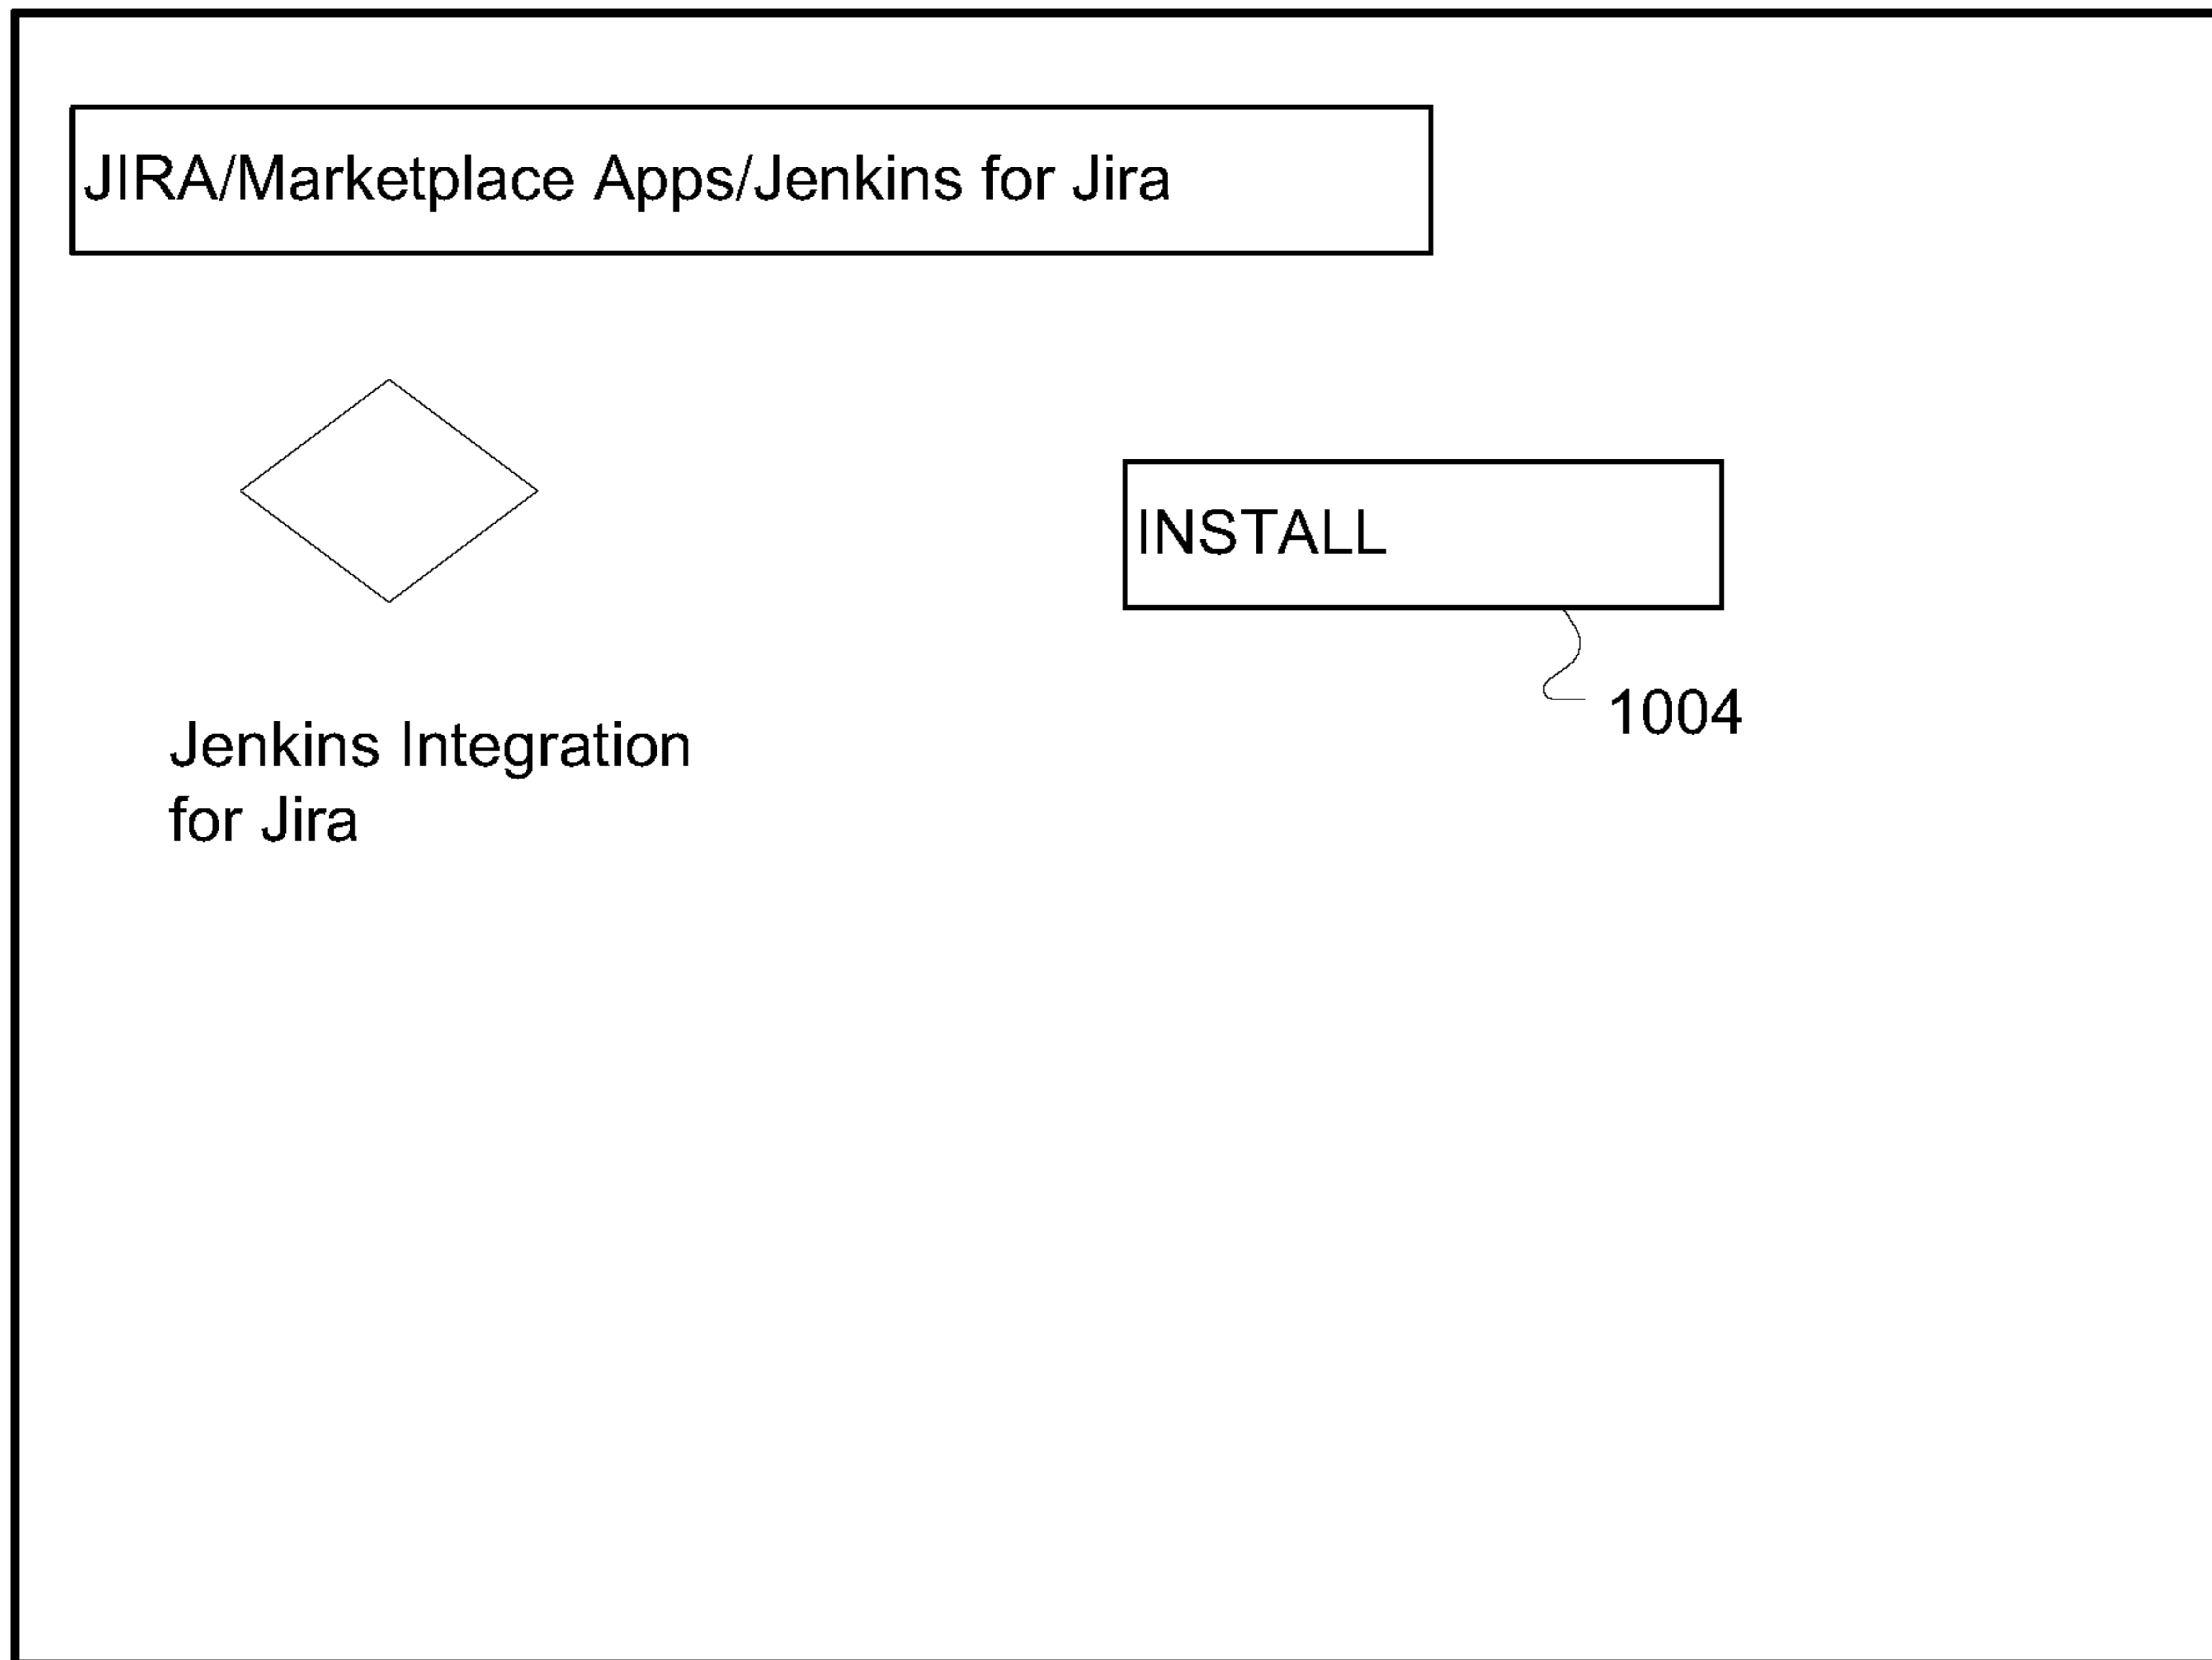 JIRA/Marketplace Apps/Jenkins for Jira
INSTALL
1004
Jenkins Integration
for Jira